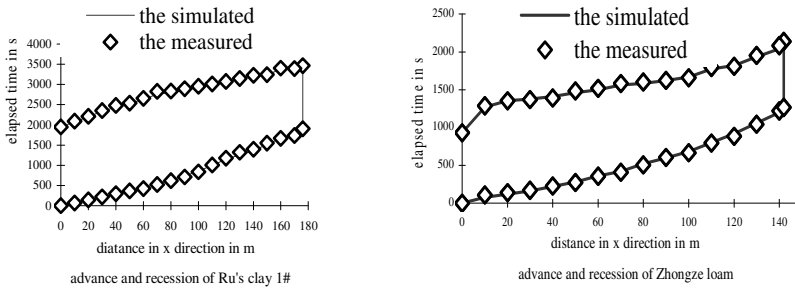 the simulated
the measured
elapsed time in s
4000
3500
3000
2500
2000
1500
1000
500
0
0 20 40 60 80 100 120 140 160 180
diatance in x direction in m
advance and recession of Ru's clay 1#
the simulated
the measured
elapsed time in s
2500
2000
1500
1000
500
0
0 20 40 60 80 100 120 140
distance in x direction in m
advance and recession of Zhongze loam